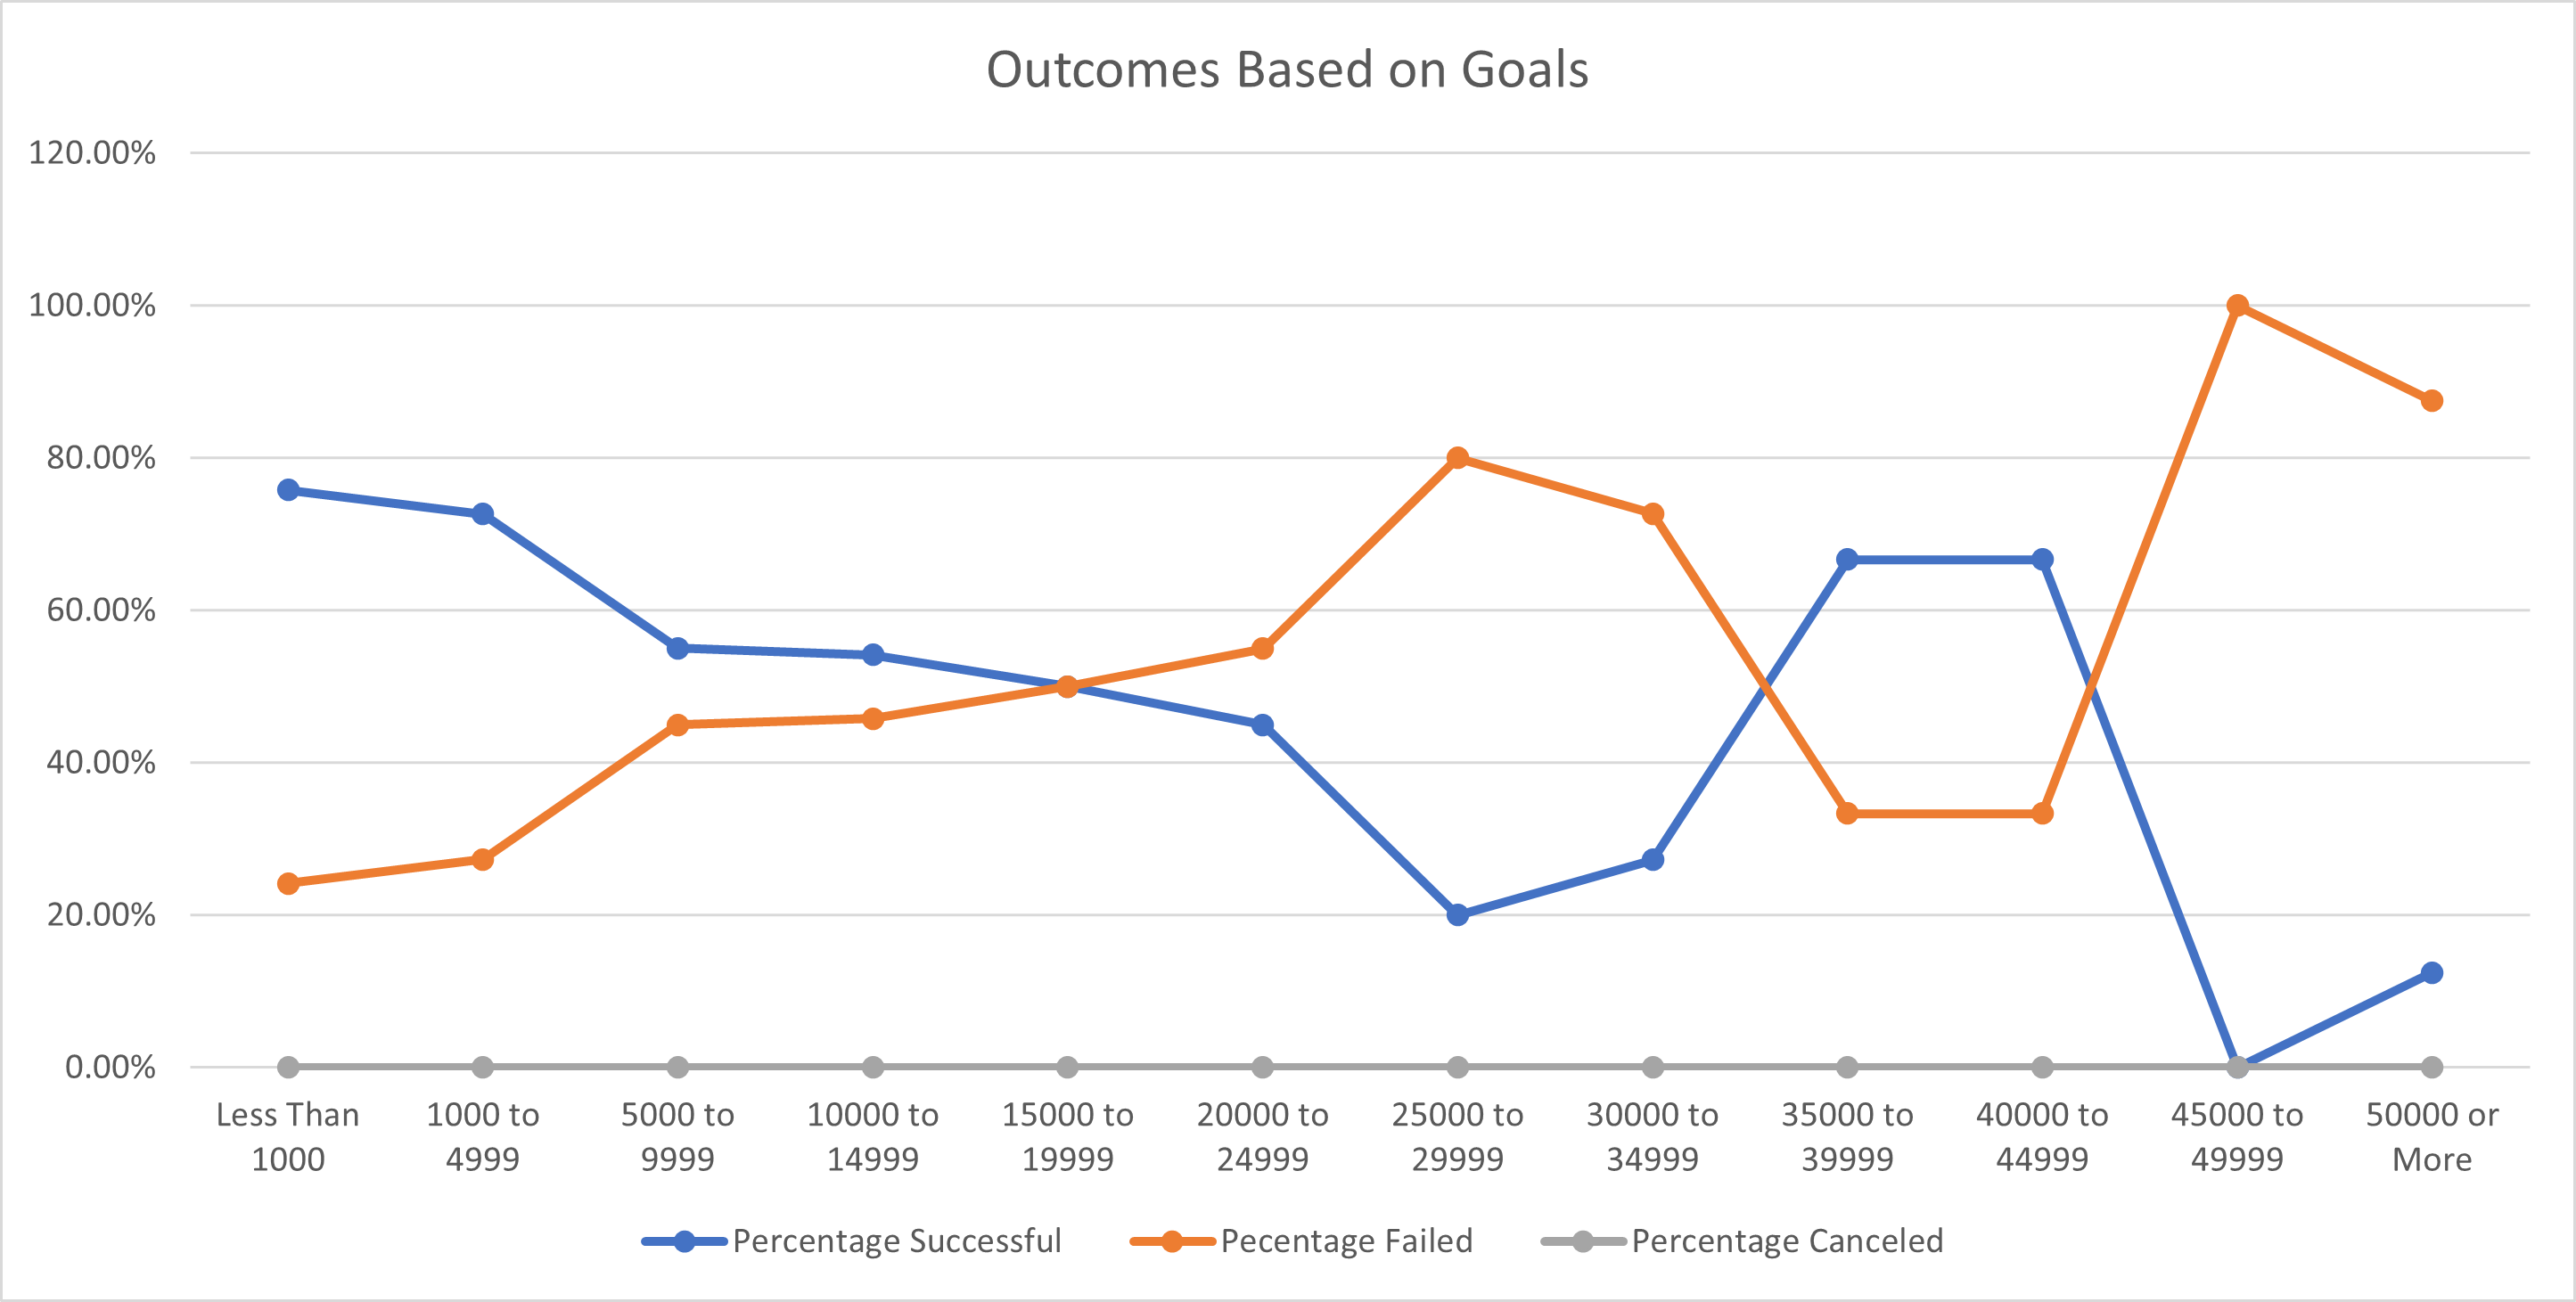 Outcomes Based on Goals
120.00%
100.00%
80.00%
60.00%
40.00%
20.00%
0.00%
Less Than
1000
1000 to
4999
5000 to
9999
10000 to
14999
15000 to
19999
20000 to
24999
25000 to
29999
30000 to
34999
35000 to
39999
40000 to
44999
45000 to
49999
50000 or
More
Percentage Successful
Pecentage Failed
Percentage Canceled